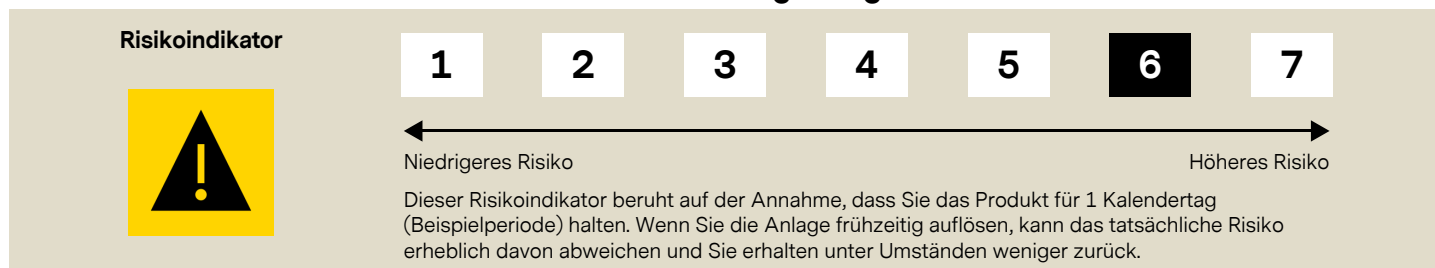 Risikoindikator
1 2 3 4 5 6 7
Niedrigeres Risiko Höheres Risiko
Dieser Risikoindikator beruht auf der Annahme, dass Sie das Produkt für 1 Kalendertag
(Beispielperiode) halten. Wenn Sie die Anlage frühzeitig auflösen, kann das tatsächliche Risiko
erheblich davon abweichen und Sie erhalten unter Umständen weniger zurück.